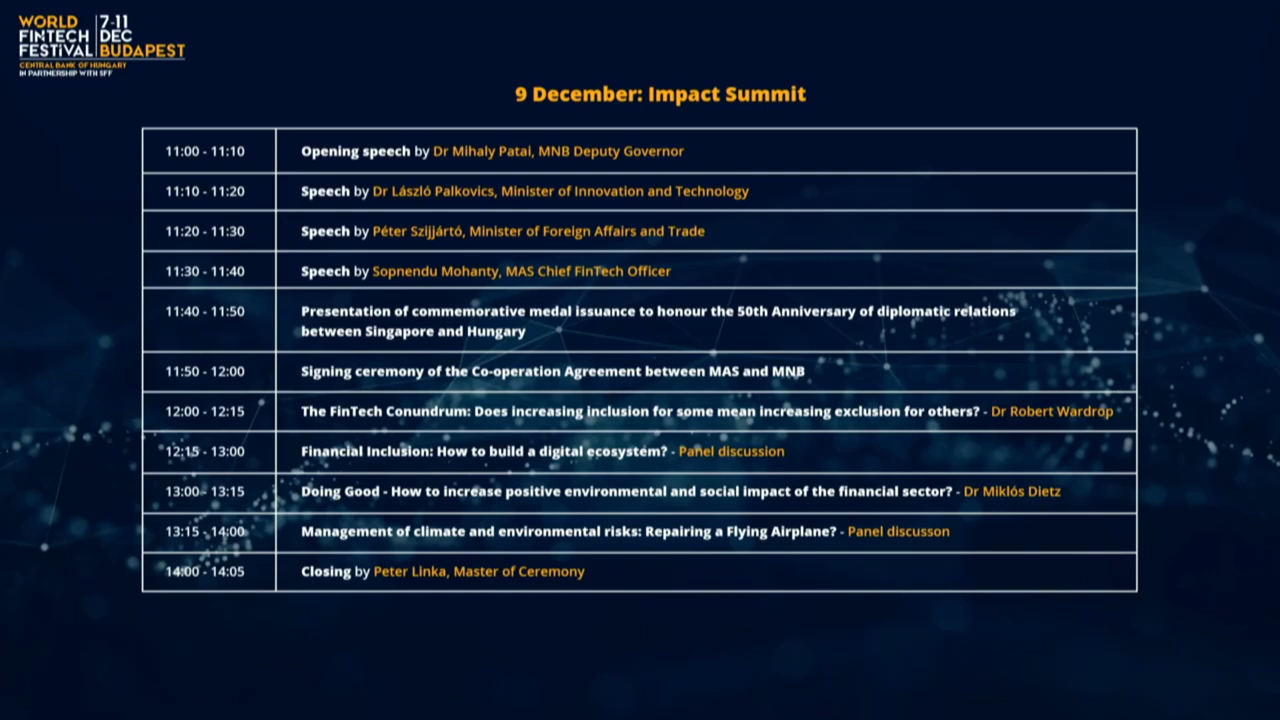 WORLD
FINTECH
FESTIVAL
7-11
DEC
BUDAPEST
CENTRAL BANK OF HUNGARY
IN PARTNERSHIP WITH SFF
9 December: Impact Summit
11:00 - 11:10 Opening speech by Dr Mihaly Patai, MNB Deputy Governor
11:10 - 11:20 Speech by Dr László Palkovics, Minister of Innovation and Technology
11:20 - 11:30 Speech by Péter Szijjártó, Minister of Foreign Affairs and Trade
11:30 - 11:40 Speech by Sopnendu Mohanty, MAS Chief FinTech Officer
11:40 - 11:50 Presentation of commemorative medal issuance to honour the 50th Anniversary of diplomatic relations
between Singapore and Hungary
11:50 - 12:00 Signing ceremony of the Co-operation Agreement between MAS and MNB
12:00 - 12:15 The FinTech Conundrum: Does increasing inclusion for some mean increasing exclusion for others? - Dr Robert Wardrop
12:15 - 13:00 Financial Inclusion: How to build a digital ecosystem? - Panel discussion
13:00 - 13:15 Doing Good - How to increase positive environmental and social impact of the financial sector? - Dr Miklós Dietz
13:15 - 14:00 Management of climate and environmental risks: Repairing a Flying Airplane? - Panel discusson
14:00 - 14:05 Closing by Peter Linka, Master of Ceremony